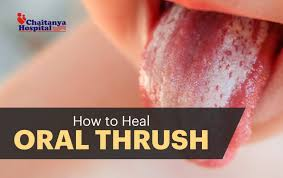 Chaitanya
Hospital
How to Heal
ORAL THRUSH